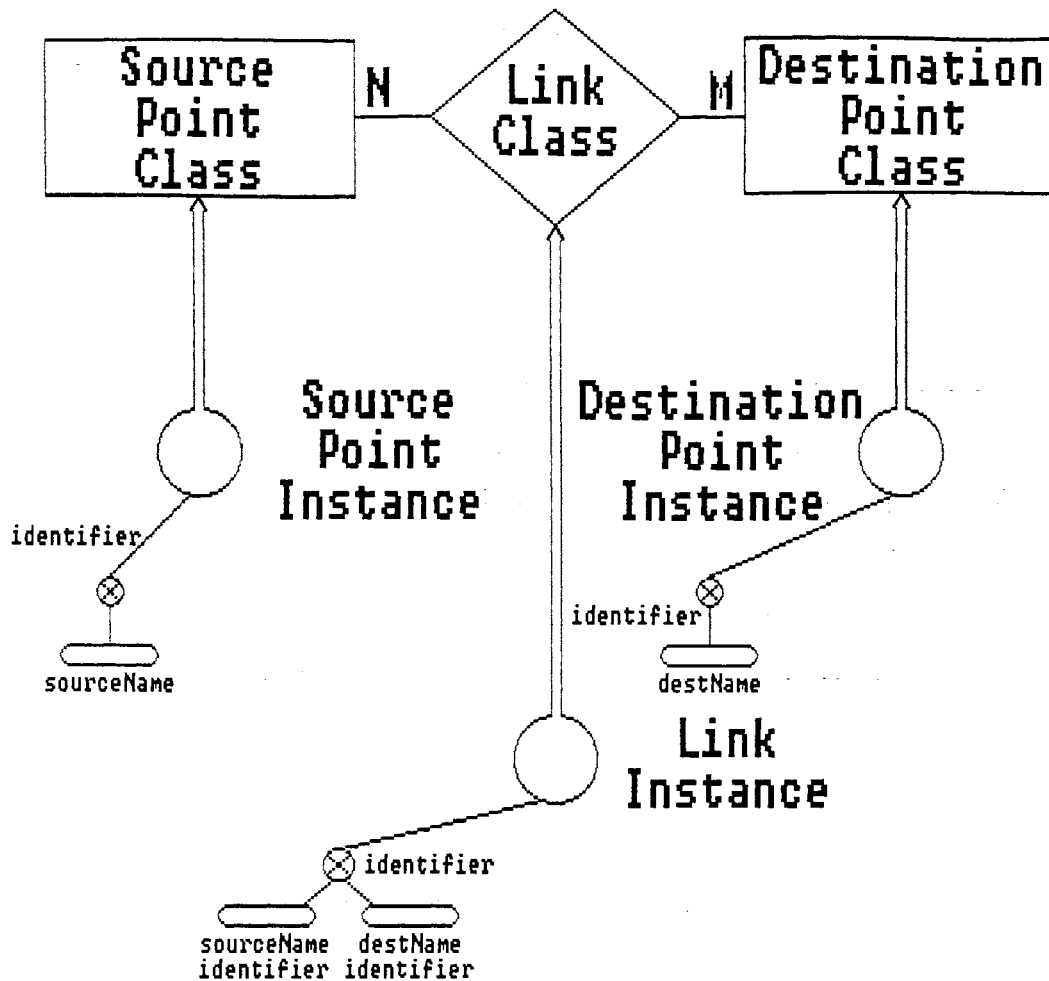 Source
Point
Class
N
Link
Class
M
Destination
Point
Class
Source
Point
Instance
Destination
Point
Instance
identifier
sourceName
identifier
destName
Link
Instance
identifier
sourceName
identifier
destName
identifier